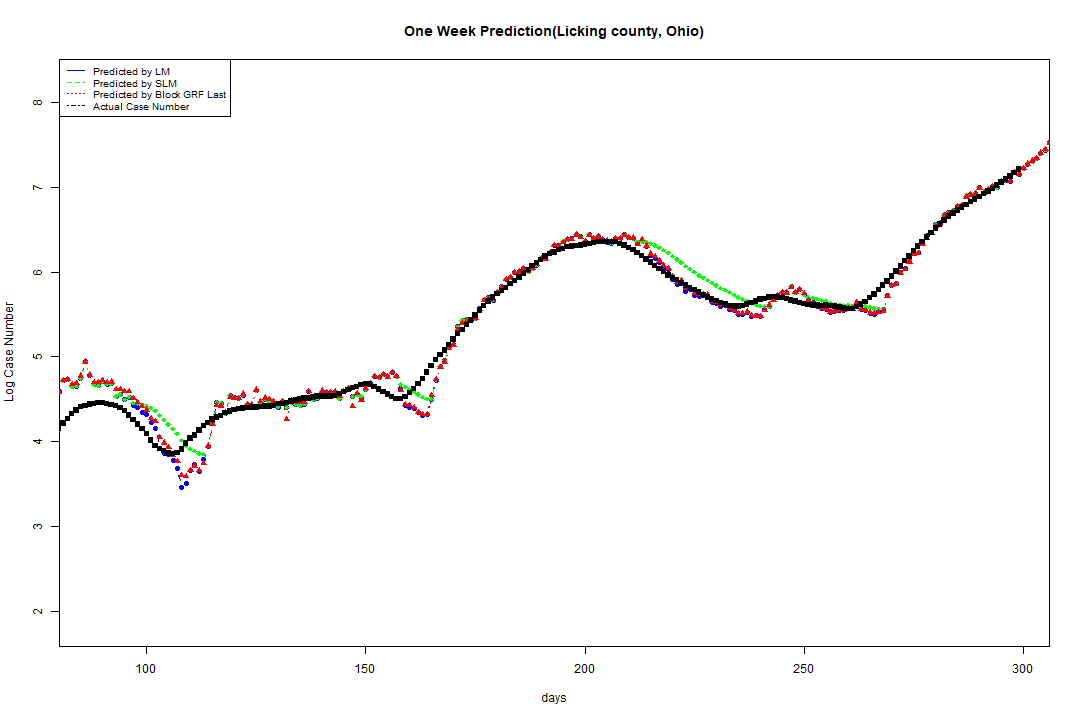 One Week Prediction(Licking county, Ohio)
Predicted by LM
Predicted by SLM
Predicted by Block GRF Last
Actual Case Number
8
7
6
5
4
3
2
Log Case Number
100 150 200 250 300
days